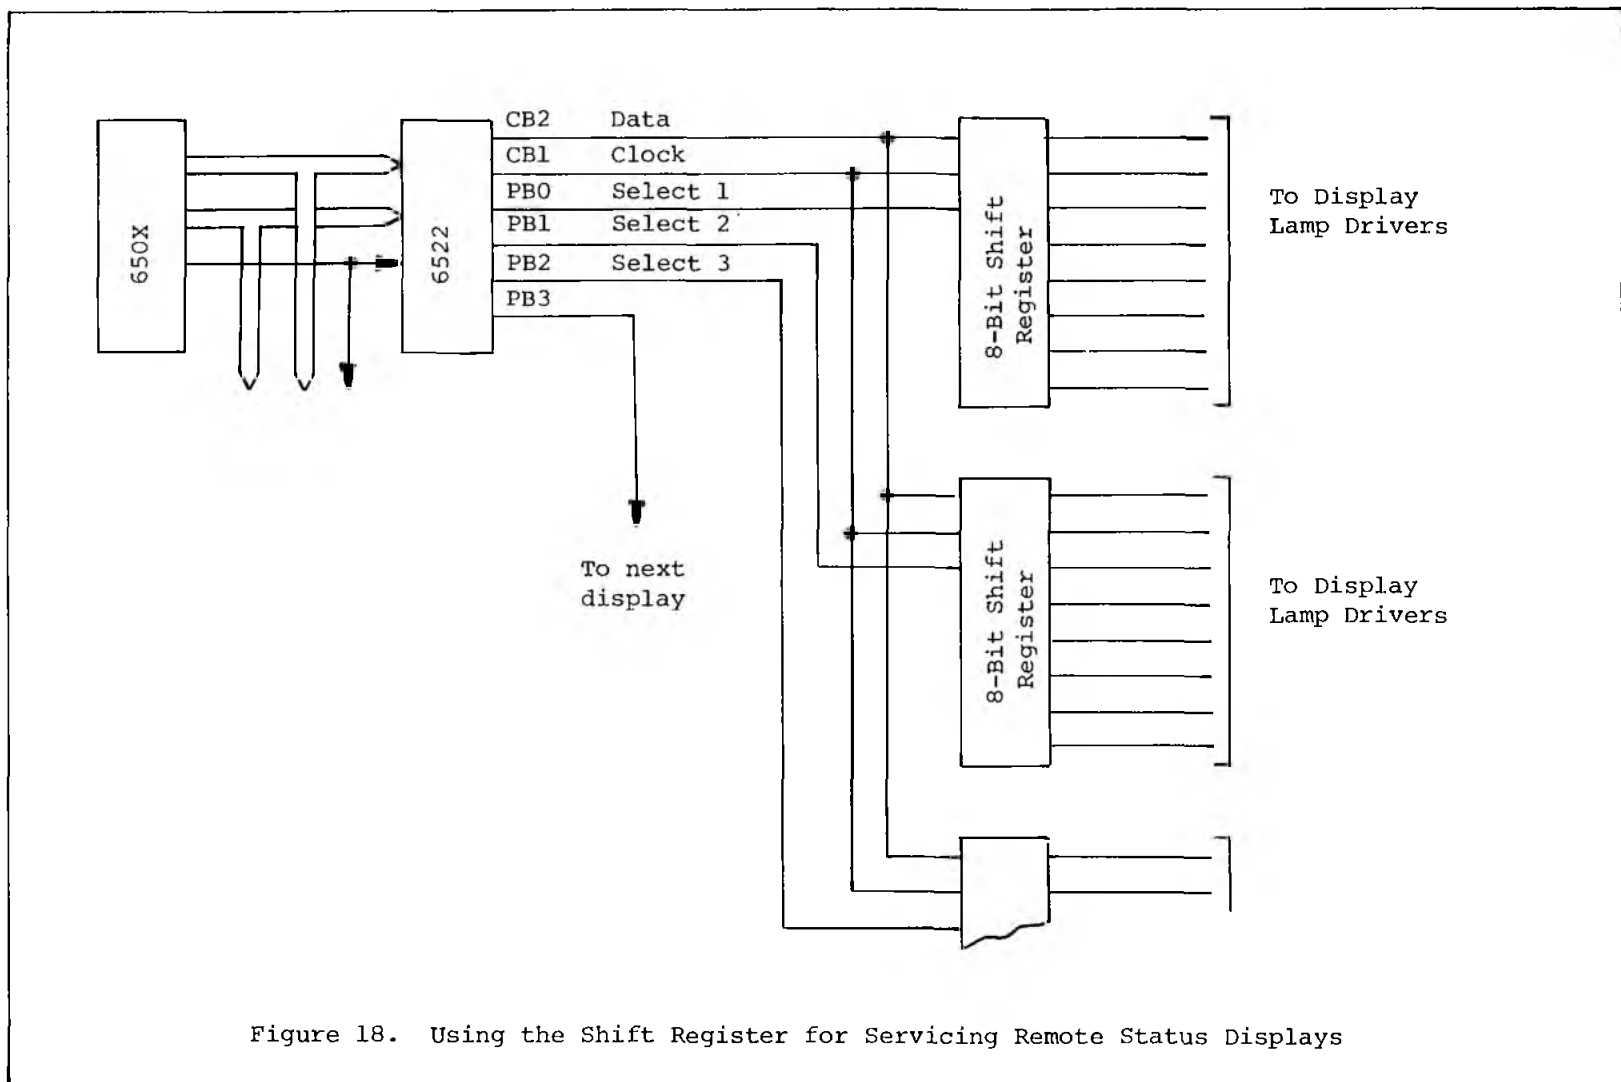 650X
6522
CB2 Data
CB1 Clock
PB0 Select 1
PB1 Select 2
PB2 Select 3
PB3
To next
display
8-Bit Shift
Register
To Display
Lamp Drivers
8-Bit Shift
Register
To Display
Lamp Drivers
Figure 18. Using the Shift Register for Servicing Remote Status Displays